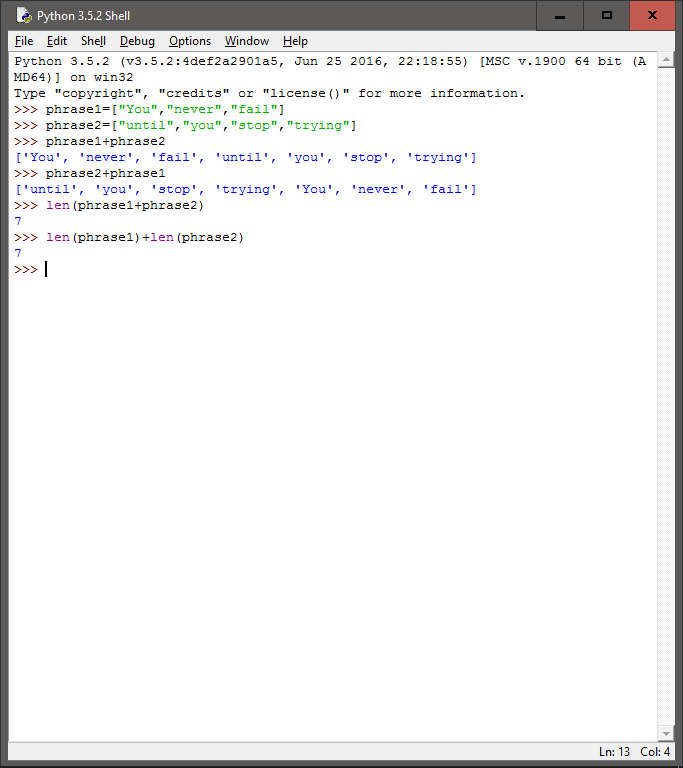 Python 3.5.2 Shell
File Edit Shell Debug Options Window Help
Python 3.5.2 (v3.5.2:4def2a2901a5, Jun 25 2016, 22:18:55) [MSC v.1900 64 bit (A
MD64)] on win32
Type "copyright", "credits" or "license()" for more information.
>>> phrase1=["You","never","fail"]
>>> phrase2=["until","you","stop","trying"]
>>> phrase1+phrase2
['You', 'never', 'fail', 'until', 'you', 'stop', 'trying']
>>> phrase2+phrase1
['until', 'you', 'stop', 'trying', 'You', 'never', 'fail']
>>> len(phrase1+phrase2)
7
>>> len(phrase1)+len(phrase2)
7
>>>
Ln: 13 Col: 4